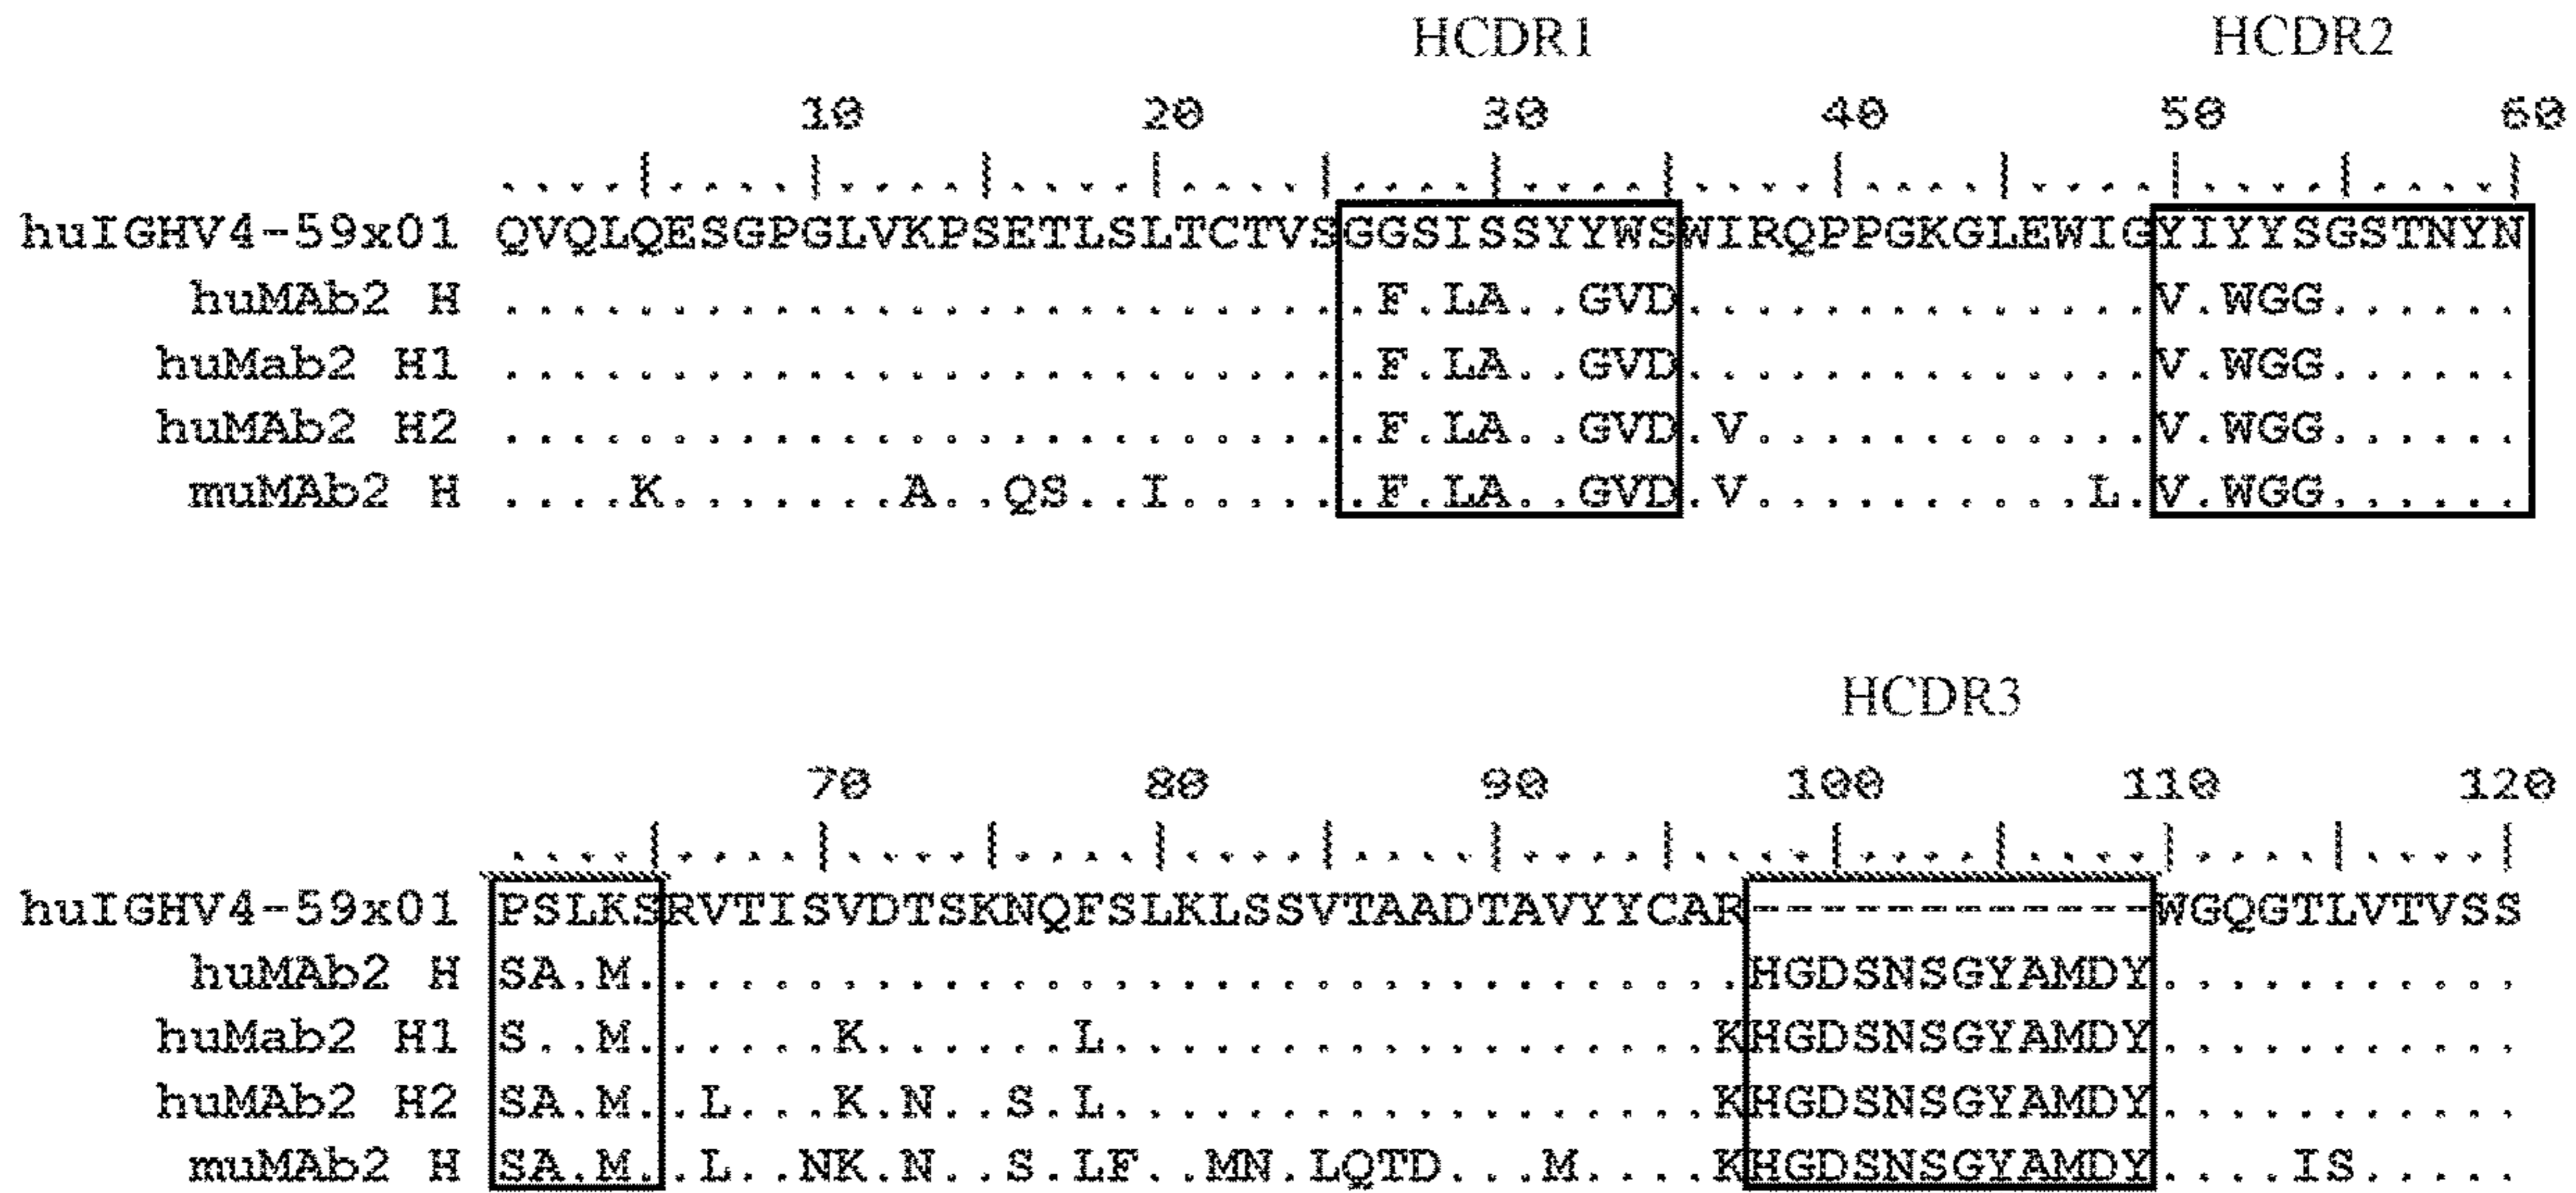 HCDR1 HCDR2
10 20 30 40 50 60
....|....|....|....|....|....|....|....|....|....|....|....|
huIGHV4-59x01 QVQLQESGPGLVKPSETLSLTCTVSGGSISSYYWSWIRQPPGKGLEWIGYIYYSGSTNYN
huMAb2 H ..........................F.LA..GVD..............V.WGG......
huMab2 H1 ..........................F.LA..GVD..............V.WGG......
huMAb2 H2 ..........................F.LA..GVD.V............V.WGG......
muMAb2 H ....K.......A..QS..I......F.LA..GVD.V..........L.V.WGG......
HCDR3
70 80 90 100 110 120
....|....|....|....|....|....|....|....|....|....|....|....|
huIGHV4-59x01 PSLKSRVTISVDTSKNQFSLKLSSVTAADTAVYYCAR------------WGQGTLVTVSS
huMAb2 H SA.M.................................HGDSNSGYAMDY...........
huMab2 H1 S..M......K......L..................KHGDSNSGYAMDY...........
huMAb2 H2 SA.M..L...K.N..S.L..................KHGDSNSGYAMDY...........
muMAb2 H SA.M..L..NK.N..S.LF..MN.LQTD...M....KHGDSNSGYAMDY....IS.....